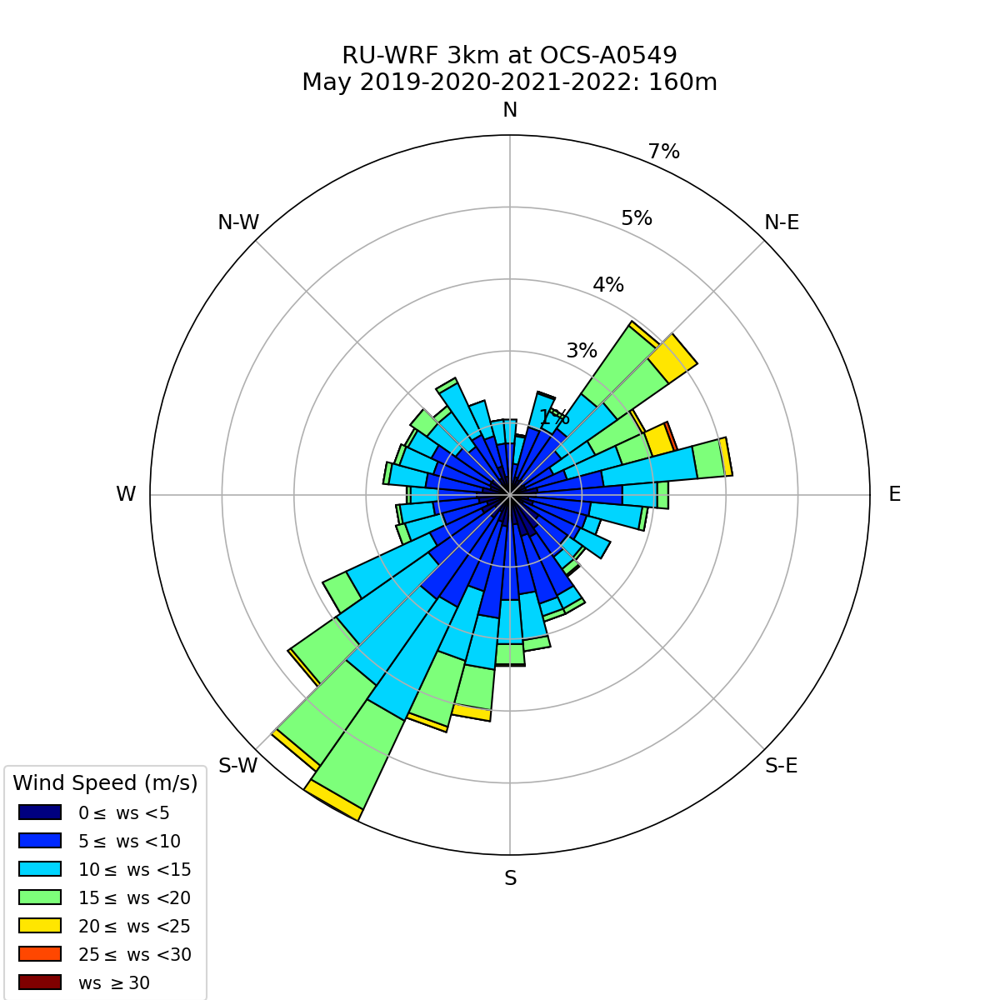 RU-WRF 3km at OCS-A0549
May 2019-2020-2021-2022: 160m
N
7%
N-W
5%
N-E
4%
3%
1%
W
E
S-W
S-E
S
Wind Speed (m/s)
0≤ ws <5
5≤ ws <10
10≤ ws <15
15≤ ws <20
20≤ ws <25
25≤ ws <30
ws ≥30